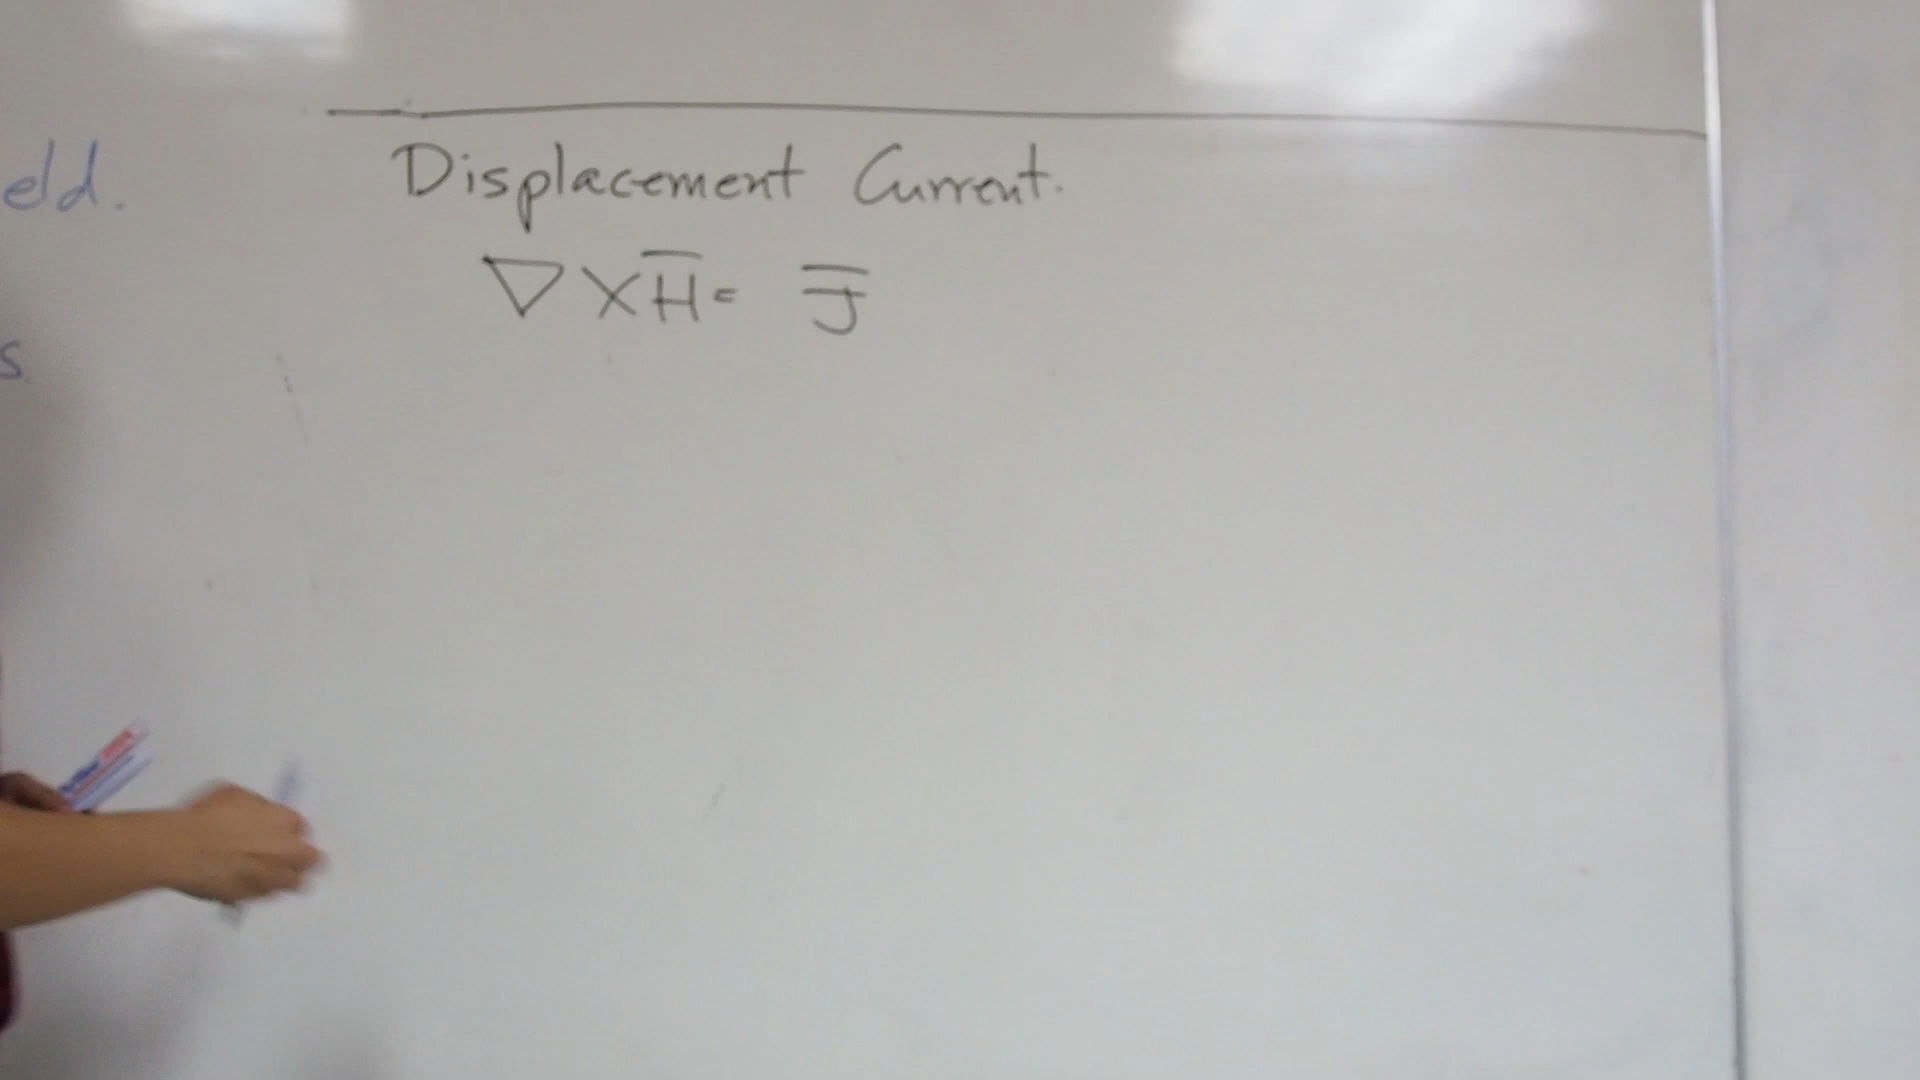 eld.
Displacement Current.
∇ × H̅ = J̅
s